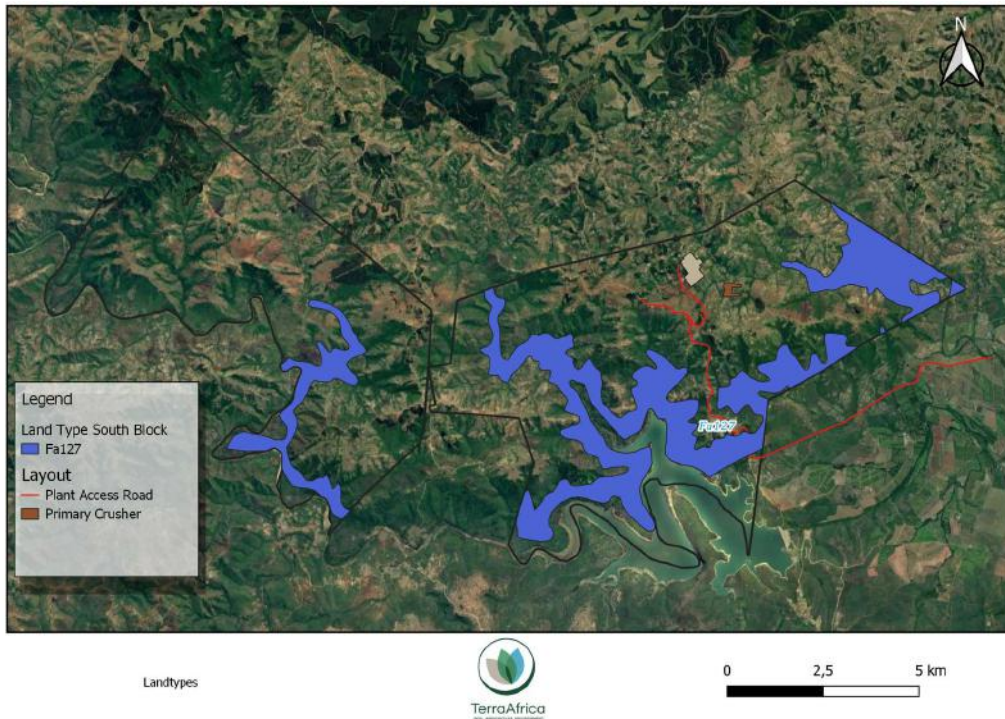 N
Fa127
Legend
Land Type South Block
Fa127
Layout
Plant Access Road
Primary Crusher
Landtypes
TerraAfrica
0 2,5 5 km